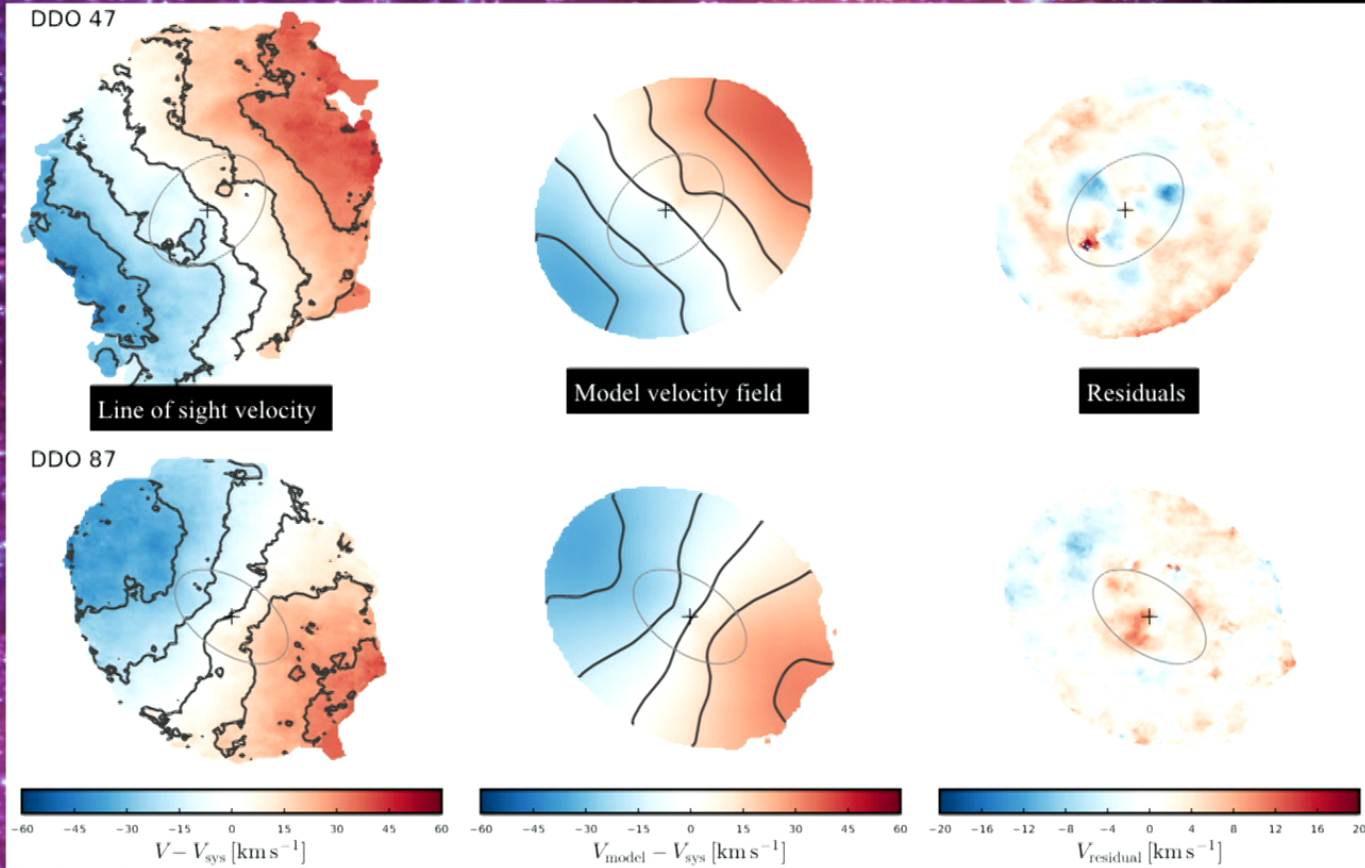 DDO 47
Line of sight velocity
Model velocity field
Residuals
DDO 87
−60 −45 −30 −15 0 15 30 45 60
V − Vsys [km s⁻¹]
−60 −45 −30 −15 0 15 30 45 60
Vmodel − Vsys [km s⁻¹]
−20 −16 −12 −8 −4 0 4 8 12 16 20
Vresidual [km s⁻¹]